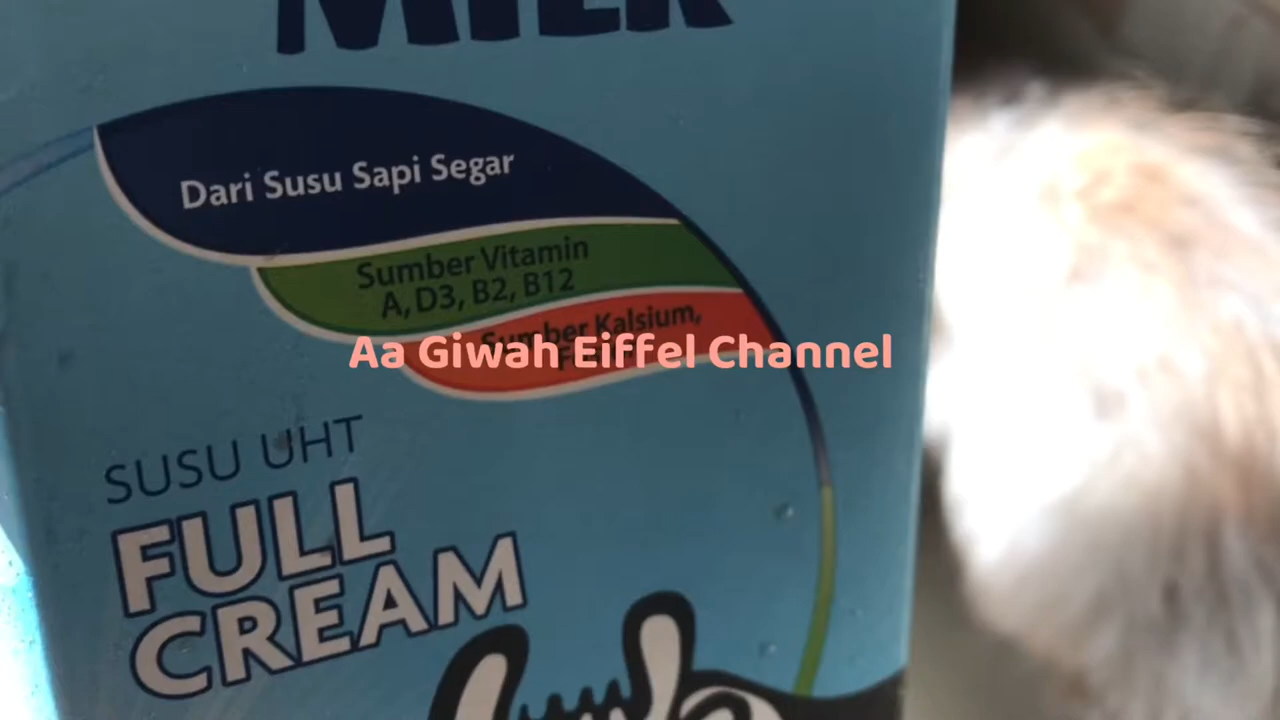 MILK
Dari Susu Sapi Segar
Sumber Vitamin
A, D3, B2, B12
Sumber Kalsium,
Aa Giwah Eiffel Channel
SUSU UHT
FULL
CREAM